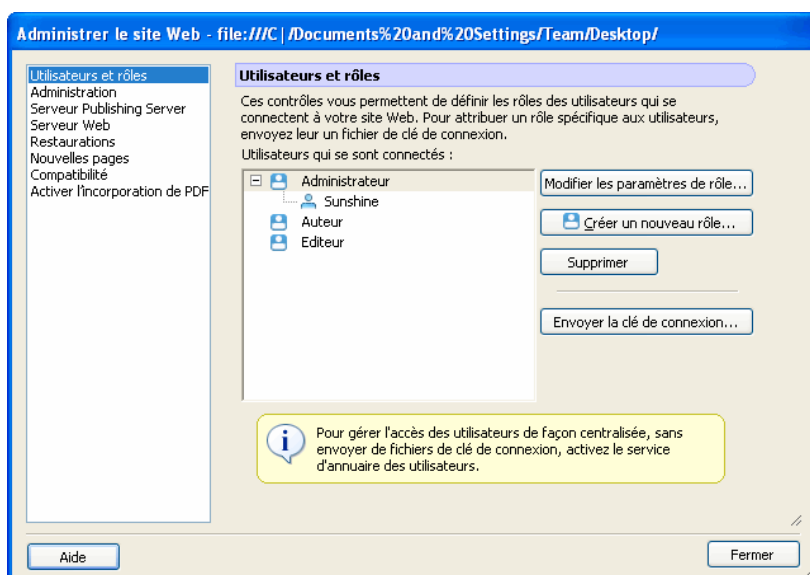 Administrer le site Web - file:///C|/Documents%20and%20Settings/Team/Desktop/
Utilisateurs et rôles
Administration
Serveur Publishing Server
Serveur Web
Restaurations
Nouvelles pages
Compatibilité
Activer l'incorporation de PDF
Utilisateurs et rôles
Ces contrôles vous permettent de définir les rôles des utilisateurs qui se
connectent à votre site Web. Pour attribuer un rôle spécifique aux utilisateurs,
envoyez leur un fichier de clé de connexion.
Utilisateurs qui se sont connectés :
Administrateur
Sunshine
Auteur
Editeur
Modifier les paramètres de rôle...
Créer un nouveau rôle...
Supprimer
Envoyer la clé de connexion...
Pour gérer l'accès des utilisateurs de façon centralisée, sans
envoyer de fichiers de clé de connexion, activez le service
d'annuaire des utilisateurs.
Aide
Fermer